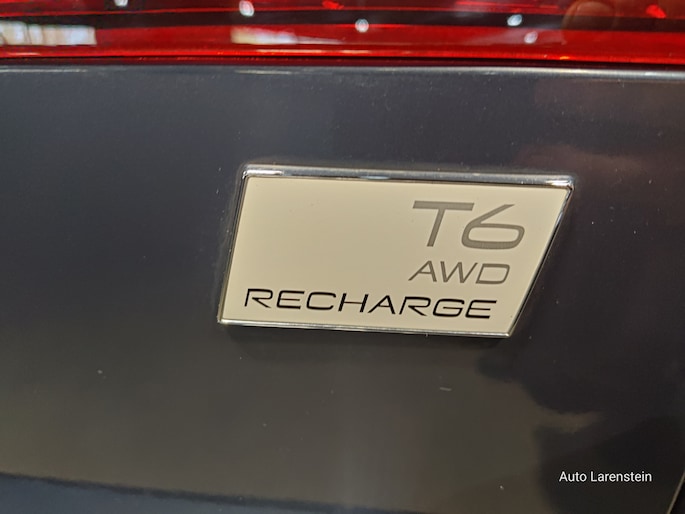 T6
AWD
RECHARGE
Auto Larenstein